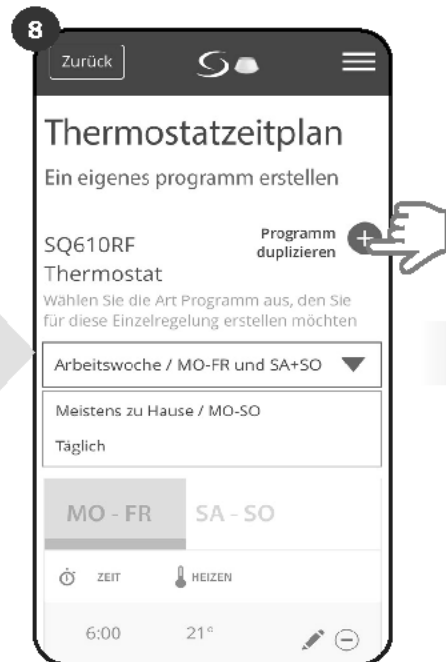 8
Zurück
Thermostatzeitplan
Ein eigenes programm erstellen
Programm
duplizieren
SQ610RF
Thermostat
Wählen Sie die Art Programm aus, den Sie
für diese Einzelregelung erstellen möchten
Arbeitswoche / MO-FR und SA+SO
Meistens zu Hause / MO-SO
Täglich
MO - FR SA - SO
ZEIT HEIZEN
6:00 21°